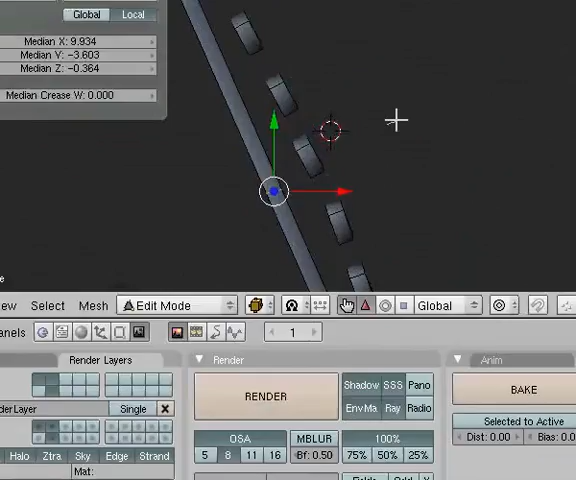 Global Local
Median X: 9.934
Median Y: -3.603
Median Z: -0.364
Median Crease W: 0.000
e
ew Select Mesh Edit Mode Global
anels 1
Render Layers Render Anim
RENDER Shadow SSS Pano BAKE
derLayer Single EnvMa Ray Radio
Selected to Active
OSA MBLUR 100% Dist: 0.00 Bias: 0.0
Halo Ztra Sky Edge Strand 5 8 11 16 Bf: 0.50 75% 50% 25%
Mat: